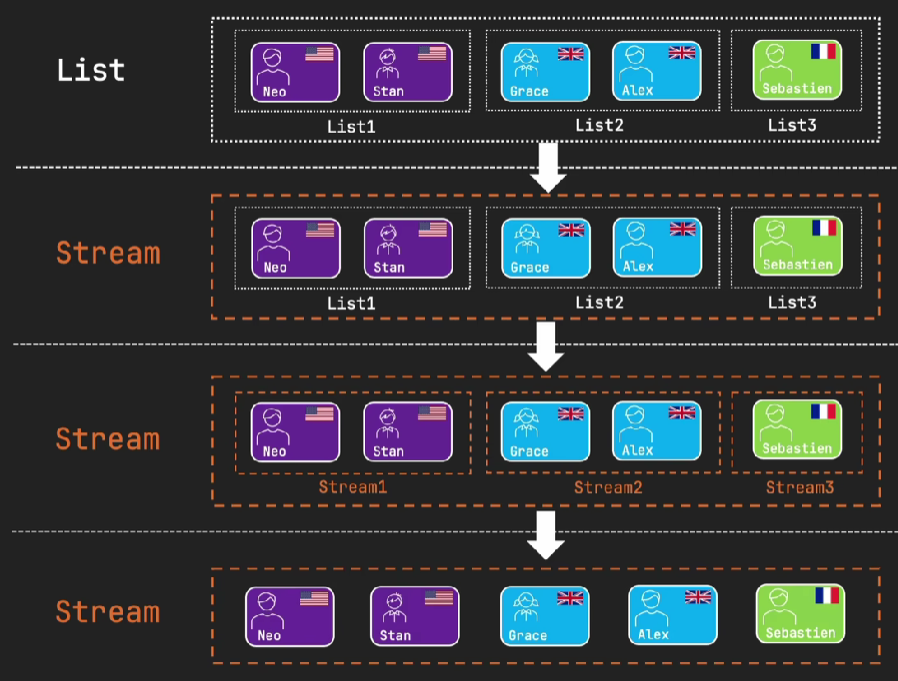 List
Neo
Stan
Grace
Alex
Sebastien
List1
List2
List3
Stream
Neo
Stan
Grace
Alex
Sebastien
List1
List2
List3
Stream
Neo
Stan
Grace
Alex
Sebastien
Stream1
Stream2
Stream3
Stream
Neo
Stan
Grace
Alex
Sebastien